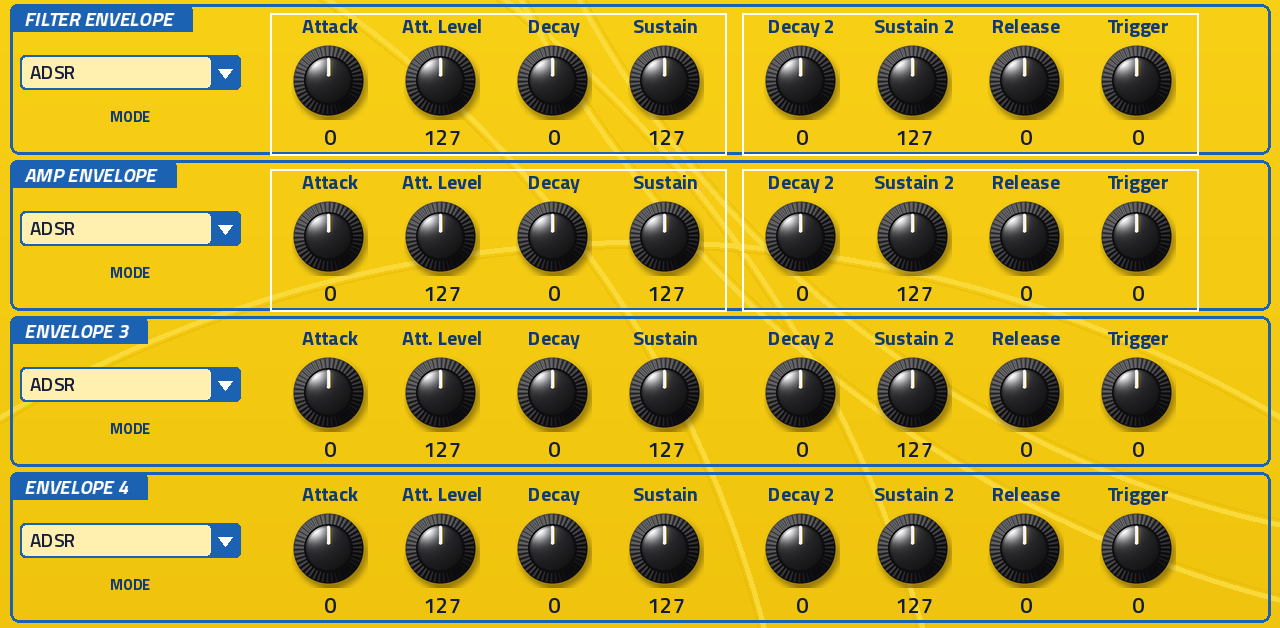 FILTER ENVELOPE
Attack Att. Level Decay Sustain Decay 2 Sustain 2 Release Trigger
ADSR
MODE
0 127 0 127 0 127 0 0
AMP ENVELOPE
Attack Att. Level Decay Sustain Decay 2 Sustain 2 Release Trigger
ADSR
MODE
0 127 0 127 0 127 0 0
ENVELOPE 3
Attack Att. Level Decay Sustain Decay 2 Sustain 2 Release Trigger
ADSR
MODE
0 127 0 127 0 127 0 0
ENVELOPE 4
Attack Att. Level Decay Sustain Decay 2 Sustain 2 Release Trigger
ADSR
MODE
0 127 0 127 0 127 0 0